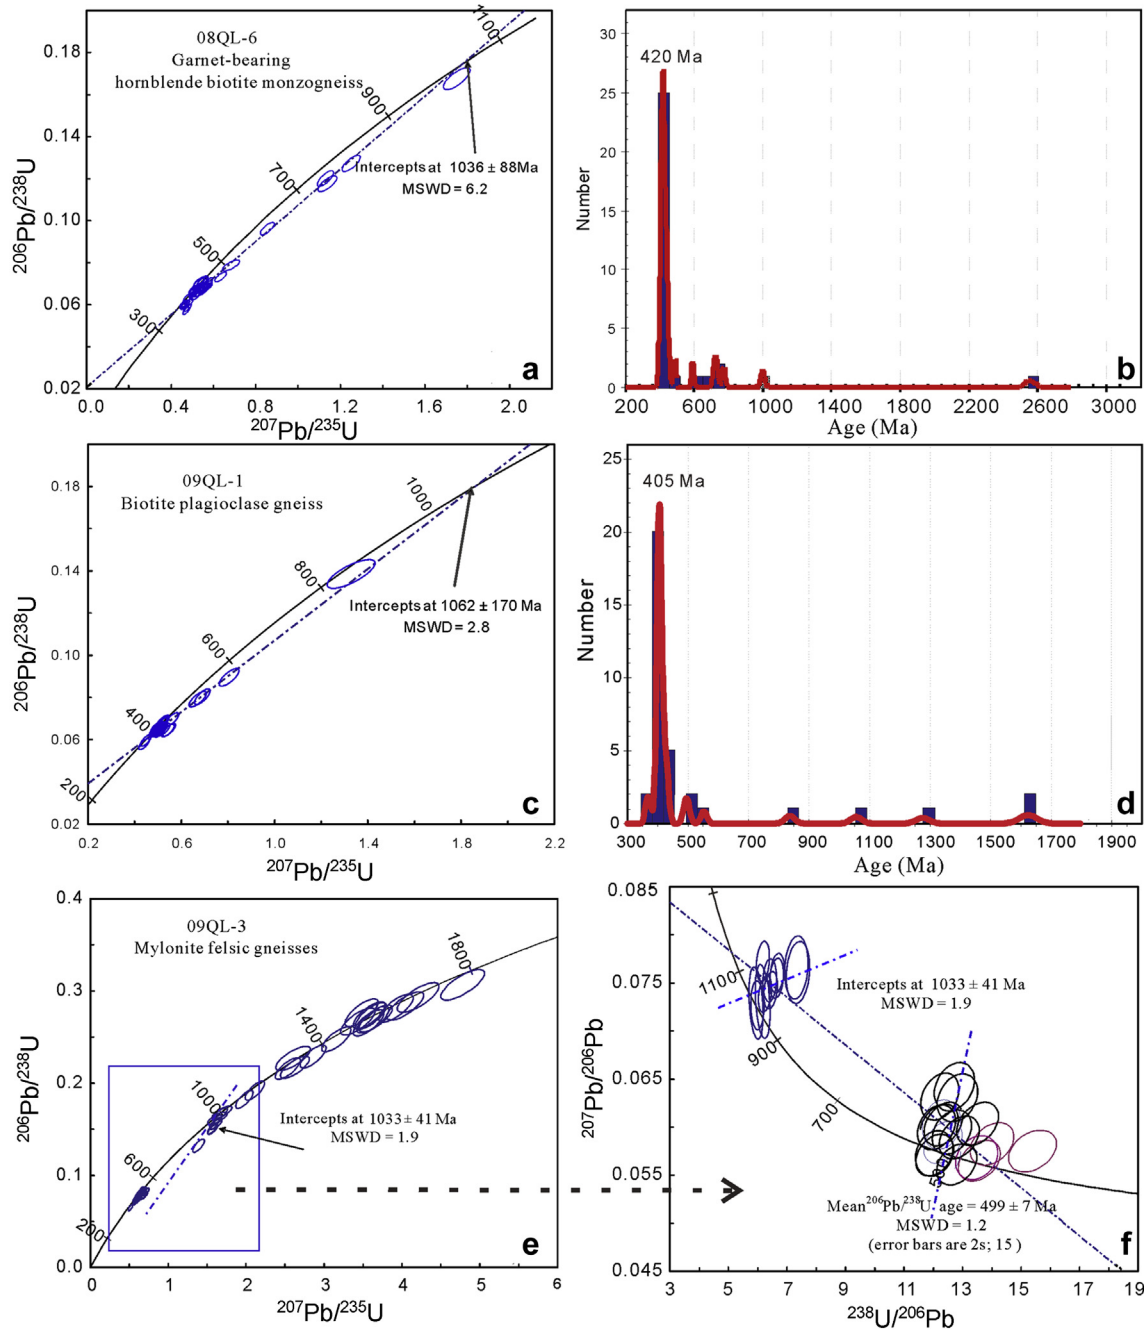 08QL-6
Garnet-bearing
hornblende biotite monzogneiss
1100
900
700
500
300
Intercepts at 1036 ± 88Ma
MSWD = 6.2
0.18
0.14
0.10
0.06
0.02
206Pb/238U
0.0 0.4 0.8 1.2 1.6 2.0
207Pb/235U
a
420 Ma
30
25
20
15
10
5
0
Number
200 600 1000 1400 1800 2200 2600 3000
Age (Ma)
b
09QL-1
Biotite plagioclase gneiss
1000
800
600
400
200
Intercepts at 1062 ± 170 Ma
MSWD = 2.8
0.18
0.14
0.10
0.06
0.02
206Pb/238U
0.2 0.6 1.0 1.4 1.8 2.2
207Pb/235U
c
405 Ma
25
20
15
10
5
0
Number
300 500 700 900 1100 1300 1500 1700 1900
Age (Ma)
d
09QL-3
Mylonite felsic gneisses
1800
1400
1000
600
200
Intercepts at 1033 ± 41 Ma
MSWD = 1.9
0.4
0.3
0.2
0.1
0.0
206Pb/238U
0 1 2 3 4 5 6
207Pb/235U
e
0.085
0.075
0.065
0.055
0.045
207Pb/206Pb
1100
900
700
Intercepts at 1033 ± 41 Ma
MSWD = 1.9
Mean206Pb/238U age = 499 ± 7 Ma
MSWD = 1.2
(error bars are 2s; 15 )
3 5 7 9 11 13 15 17 19
238U/206Pb
f